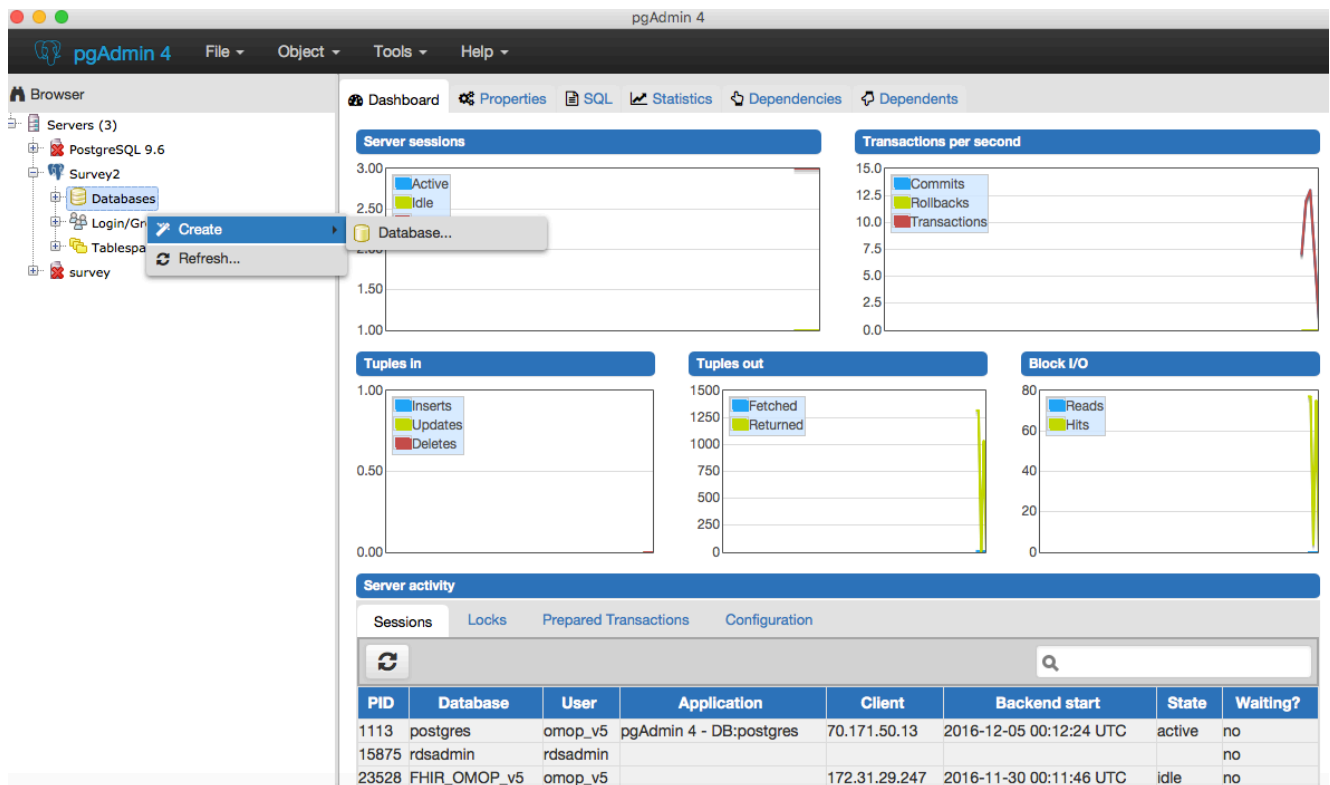 pgAdmin 4
pgAdmin 4 File Object Tools Help
Browser
Servers (3)
PostgreSQL 9.6
Survey2
Databases
Login/Gr
Tablespa
survey
Create
Refresh...
Database...
Dashboard Properties SQL Statistics Dependencies Dependents
Server sessions
3.00
2.50
2.00
1.50
1.00
Active
Idle
Transactions per second
15.0
12.5
10.0
7.5
5.0
2.5
0.0
Commits
Rollbacks
Transactions
Tuples in
1.00
0.50
0.00
Inserts
Updates
Deletes
Tuples out
1500
1250
1000
750
500
250
0
Fetched
Returned
Block I/O
80
60
40
20
0
Reads
Hits
Server activity
Sessions Locks Prepared Transactions Configuration
PID Database User Application Client Backend start State Waiting?
1113 postgres omop_v5 pgAdmin 4 - DB:postgres 70.171.50.13 2016-12-05 00:12:24 UTC active no
15875 rdsadmin rdsadmin no
23528 FHIR_OMOP_v5 omop_v5 172.31.29.247 2016-11-30 00:11:46 UTC idle no